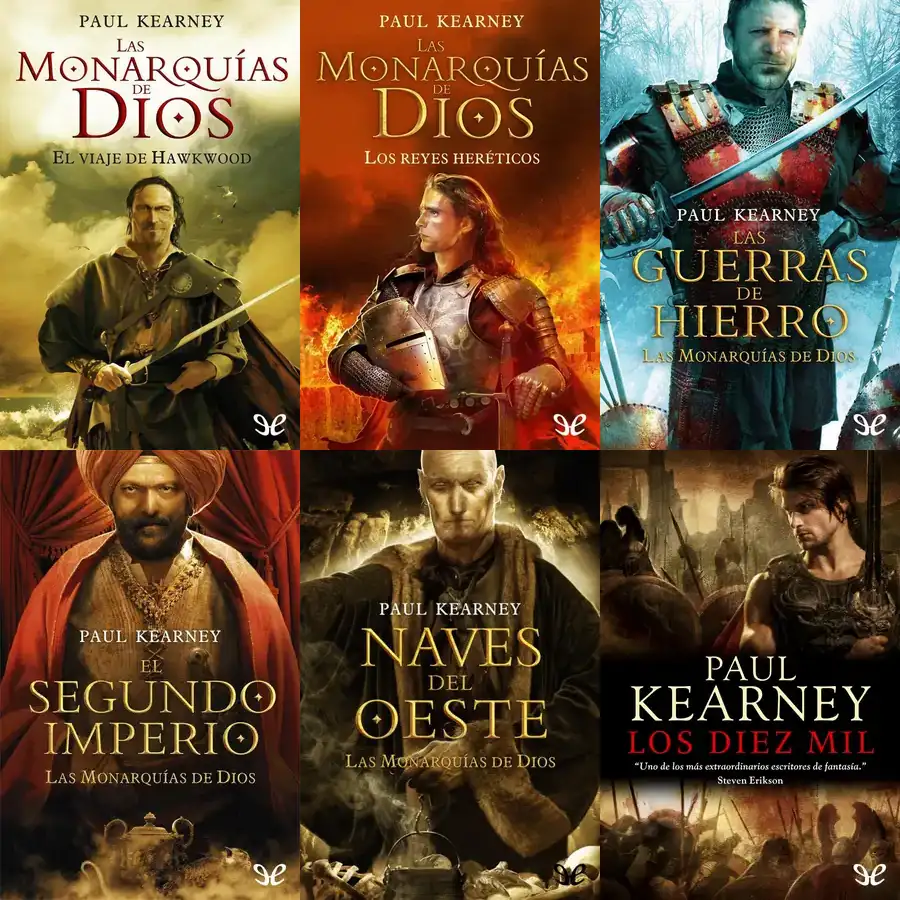 PAUL KEARNEY
LAS
MONARQUÍAS
DE
DIOS
EL VIAJE DE HAWKWOOD
PAUL KEARNEY
LAS
MONARQUÍAS
DE
DIOS
LOS REYES HERÉTICOS
PAUL KEARNEY
LAS
GUERRAS
DE
HIERRO
LAS MONARQUÍAS DE DIOS
PAUL KEARNEY
EL
SEGUNDO
IMPERIO
LAS MONARQUÍAS DE DIOS
PAUL KEARNEY
NAVES
DEL
OESTE
LAS MONARQUÍAS DE DIOS
PAUL
KEARNEY
LOS DIEZ MIL
“Uno de los más extraordinarios escritores de fantasía.”
Steven Erikson